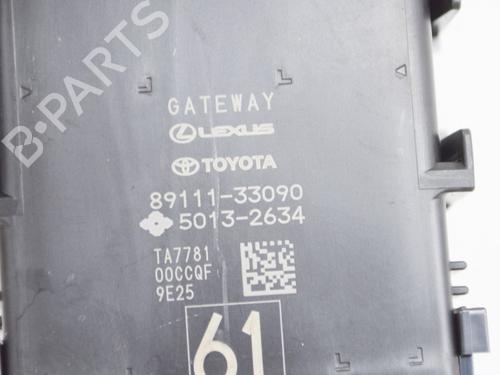 B-PARTS
GATEWAY
LEXUS
TOYOTA
89111-33090
5013-2634
TA7781
00CCQF
9E25
61